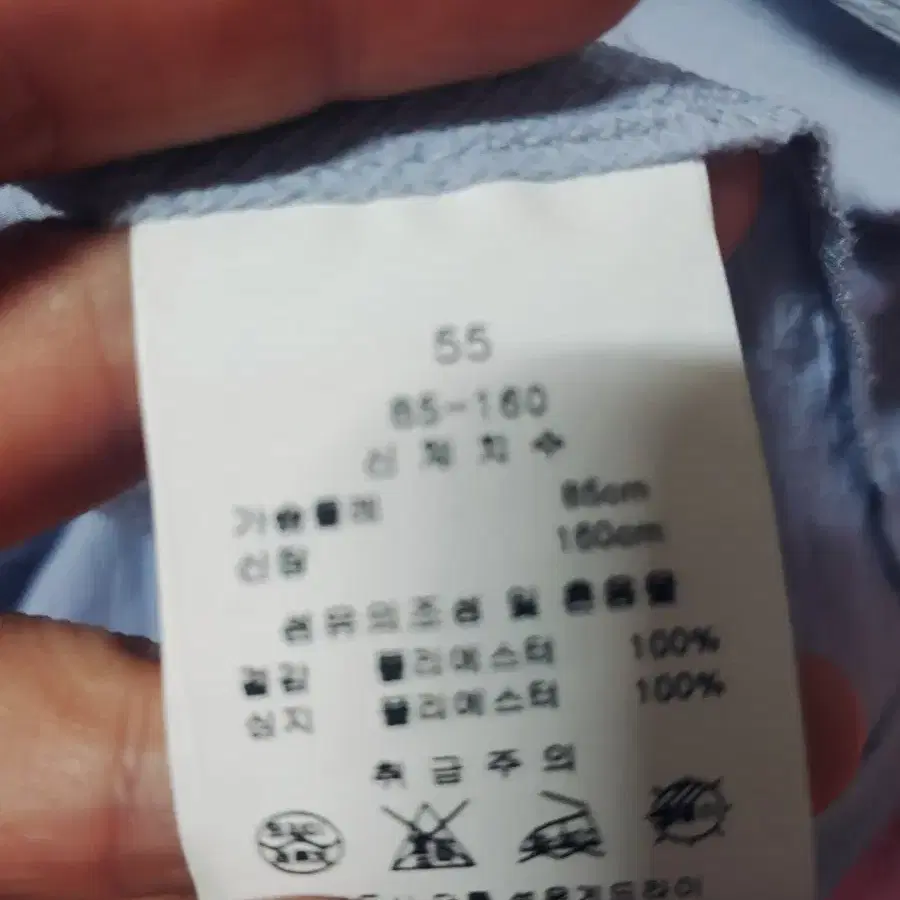 55
85-160
신체치수
가슴둘레 85cm
신장 160cm
섬유의조성 및 혼용율
겉감 폴리에스터 100%
심지 폴리에스터 100%
취급주의